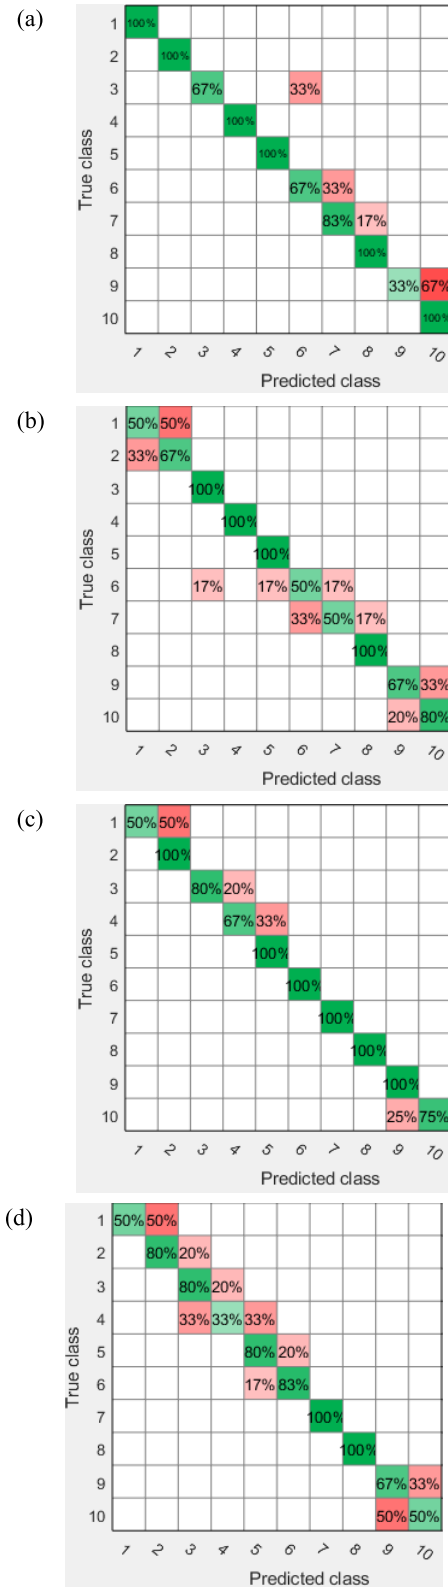 (a)
1 100%
2 100%
3 67% 33%
4 100%
5 100%
6 67% 33%
7 83% 17%
8 100%
9 33% 67%
10 100%
True class
1 2 3 4 5 6 7 8 9 10
Predicted class
(b)
1 50% 50%
2 33% 67%
3 100%
4 100%
5 100%
6 17% 17% 50% 17%
7 33% 50% 17%
8 100%
9 67% 33%
10 20% 80%
True class
1 2 3 4 5 6 7 8 9 10
Predicted class
(c)
1 50% 50%
2 100%
3 80% 20%
4 67% 33%
5 100%
6 100%
7 100%
8 100%
9 100%
10 25% 75%
True class
1 2 3 4 5 6 7 8 9 10
Predicted class
(d)
1 50% 50%
2 80% 20%
3 80% 20%
4 33% 33% 33%
5 80% 20%
6 17% 83%
7 100%
8 100%
9 67% 33%
10 50% 50%
True class
1 2 3 4 5 6 7 8 9 10
Predicted class